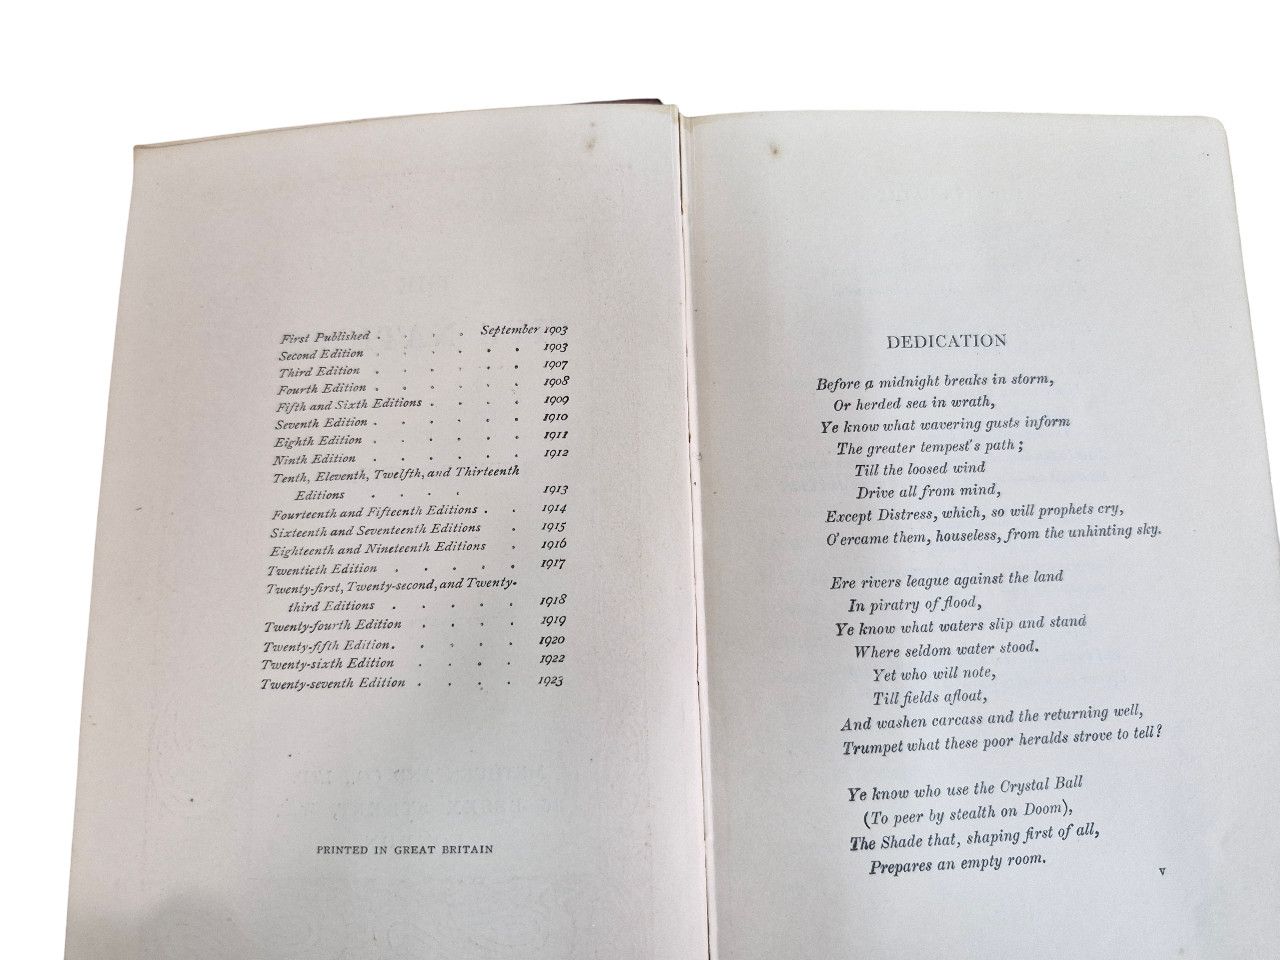 First Published . . . . September 1903
Second Edition . . . . . . 1903
Third Edition . . . . . . 1907
Fourth Edition . . . . . . 1908
Fifth and Sixth Editions . . . . 1909
Seventh Edition . . . . . . 1910
Eighth Edition . . . . . . 1911
Ninth Edition . . . . . . 1912
Tenth, Eleventh, Twelfth, and Thirteenth
Editions . . . . 1913
Fourteenth and Fifteenth Editions . . 1914
Sixteenth and Seventeenth Editions . 1915
Eighteenth and Nineteenth Editions . 1916
Twentieth Edition . . . . . 1917
Twenty-first, Twenty-second, and Twenty-
third Editions . . . . . 1918
Twenty-fourth Edition . . . . 1919
Twenty-fifth Edition . . . . 1920
Twenty-sixth Edition . . . . 1922
Twenty-seventh Edition . . . . 1923
PRINTED IN GREAT BRITAIN
DEDICATION
Before a midnight breaks in storm,
Or herded sea in wrath,
Ye know what wavering gusts inform
The greater tempest's path;
Till the loosed wind
Drive all from mind,
Except Distress, which, so will prophets cry,
O'ercame them, houseless, from the unhinting sky.
Ere rivers league against the land
In piratry of flood,
Ye know what waters slip and stand
Where seldom water stood.
Yet who will note,
Till fields afloat,
And washen carcass and the returning well,
Trumpet what these poor heralds strove to tell?
Ye know who use the Crystal Ball
(To peer by stealth on Doom),
The Shade that, shaping first of all,
Prepares an empty room.
v